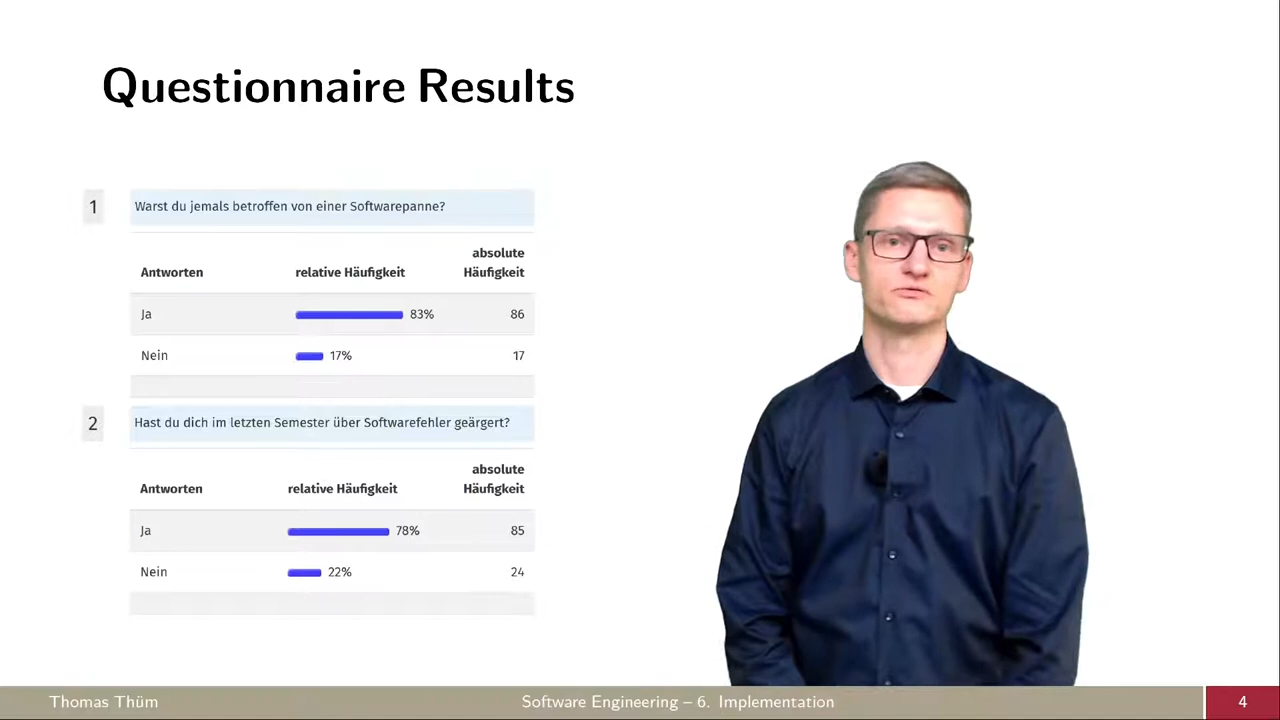 Questionnaire Results
1
Warst du jemals betroffen von einer Softwarepanne?
Antworten relative Häufigkeit absolute Häufigkeit
Ja 83% 86
Nein 17% 17
2
Hast du dich im letzten Semester über Softwarefehler geärgert?
Antworten relative Häufigkeit absolute Häufigkeit
Ja 78% 85
Nein 22% 24
Thomas Thüm Software Engineering – 6. Implementation 4